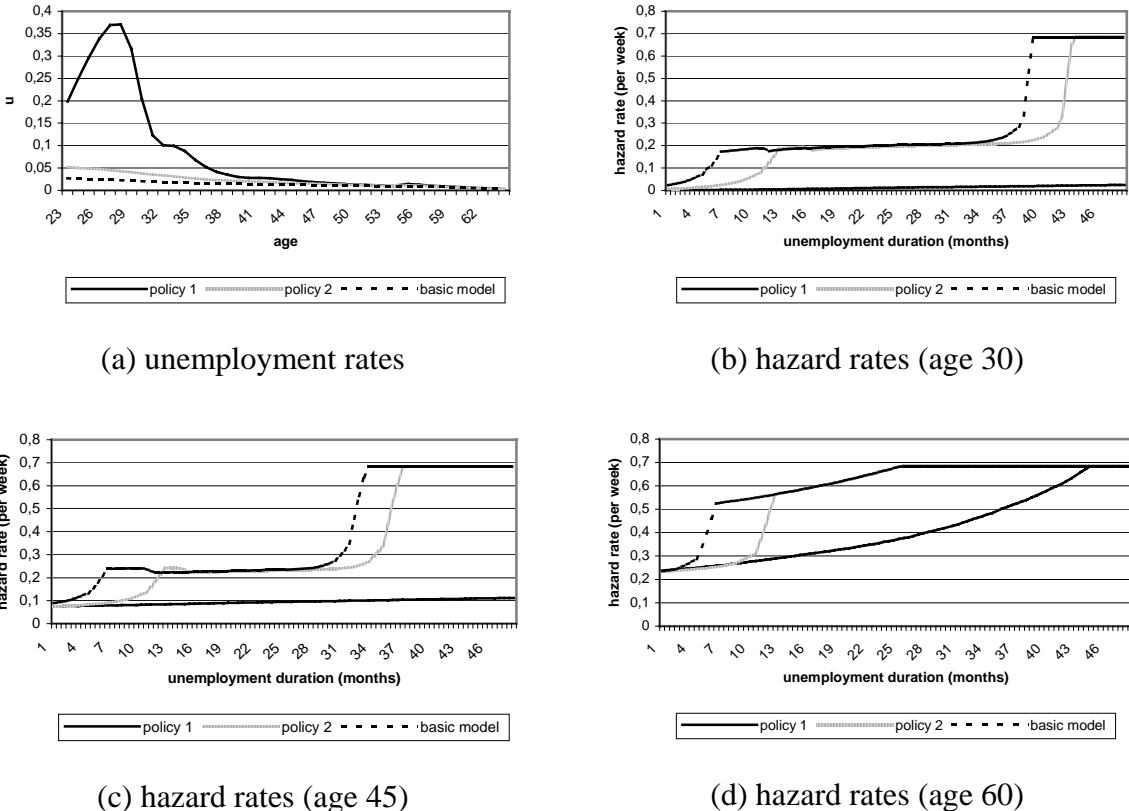 0,4
0,35
0,3
0,25
0,2
0,15
0,1
0,05
0
u
23 26 29 32 35 38 41 44 47 50 53 56 59 62
age
policy 1 policy 2 basic model
(a) unemployment rates
0,8
0,7
0,6
0,5
0,4
0,3
0,2
0,1
0
hazard rate (per week)
1 4 7 10 13 16 19 22 25 28 31 34 37 40 43 46
unemployment duration (months)
policy 1 policy 2 basic model
(b) hazard rates (age 30)
0,8
0,7
0,6
0,5
0,4
0,3
0,2
0,1
0
hazard rate (per week)
1 4 7 10 13 16 19 22 25 28 31 34 37 40 43 46
unemployment duration (months)
policy 1 policy 2 basic model
(c) hazard rates (age 45)
0,8
0,7
0,6
0,5
0,4
0,3
0,2
0,1
0
hazard rate (per week)
1 4 7 10 13 16 19 22 25 28 31 34 37 40 43 46
unemployment duration (months)
policy 1 policy 2 basic model
(d) hazard rates (age 60)